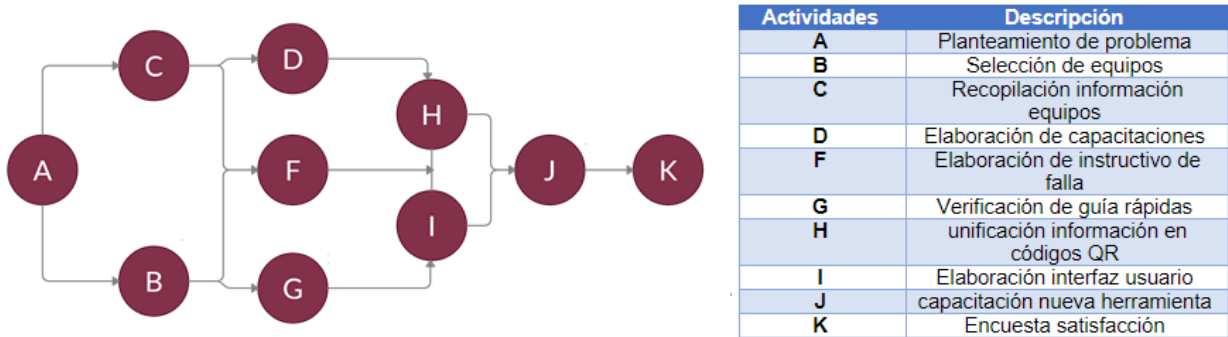 C
D
H
A
F
J
K
I
B
G
Actividades Descripción
A Planteamiento de problema
B Selección de equipos
C Recopilación información
equipos
D Elaboración de capacitaciones
F Elaboración de instructivo de
falla
G Verificación de guía rápidas
H unificación información en
códigos QR
I Elaboración interfaz usuario
J capacitación nueva herramienta
K Encuesta satisfacción